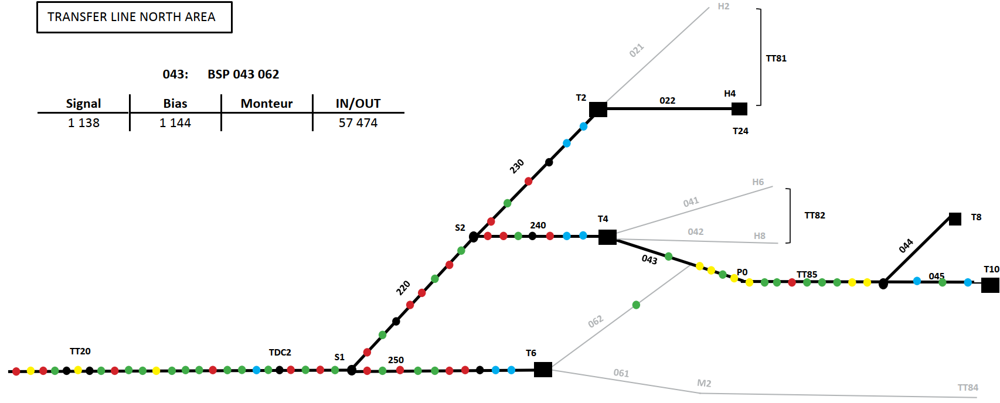 TRANSFER LINE NORTH AREA
H2
021
TT81
043: BSP 043 062
Signal Bias Monteur IN/OUT
1 138 1 144 57 474
T2
022
H4
T24
230
H6
041
TT82
S2
240
T4
042
H8
T8
043
044
P0
TT85
045
T10
220
062
TT20
TDC2
S1
250
T6
061
M2
TT84